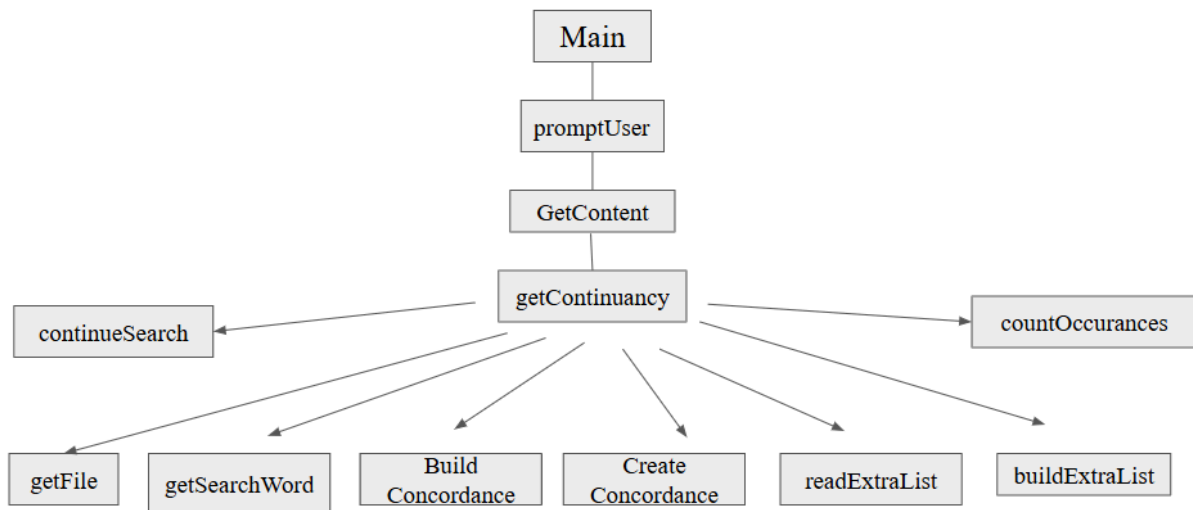 Main
promptUser
GetContent
getContinuancy
continueSearch
countOccurances
getFile
getSearchWord
Build
Concordance
Create
Concordance
readExtraList
buildExtraList